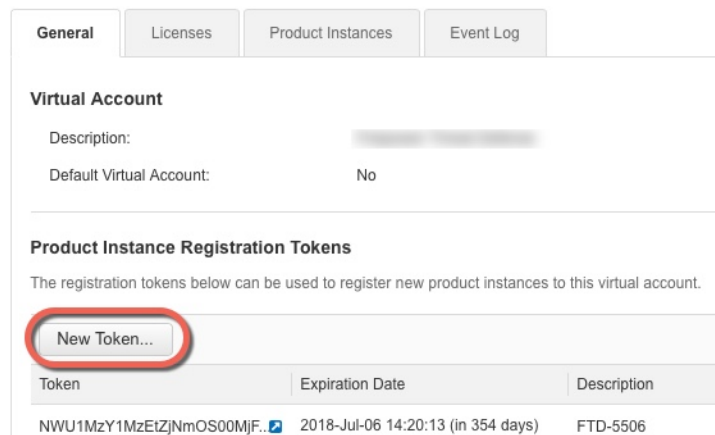 General Licenses Product Instances Event Log
Virtual Account
Description:
Default Virtual Account: No
Product Instance Registration Tokens
The registration tokens below can be used to register new product instances to this virtual account.
New Token...
Token Expiration Date Description
NWU1MzY1MzEtZjNmOS00MjF.. 2018-Jul-06 14:20:13 (in 354 days) FTD-5506